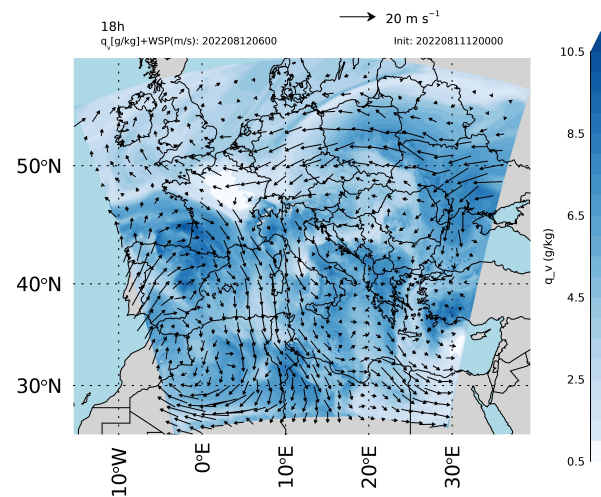 20 m s⁻¹
18h
q_v[g/kg]+WSP(m/s): 202208120600
Init: 20220811120000
10.5
8.5
6.5
4.5
2.5
0.5
q_v (g/kg)
50°N
40°N
30°N
10°W
0°E
10°E
20°E
30°E